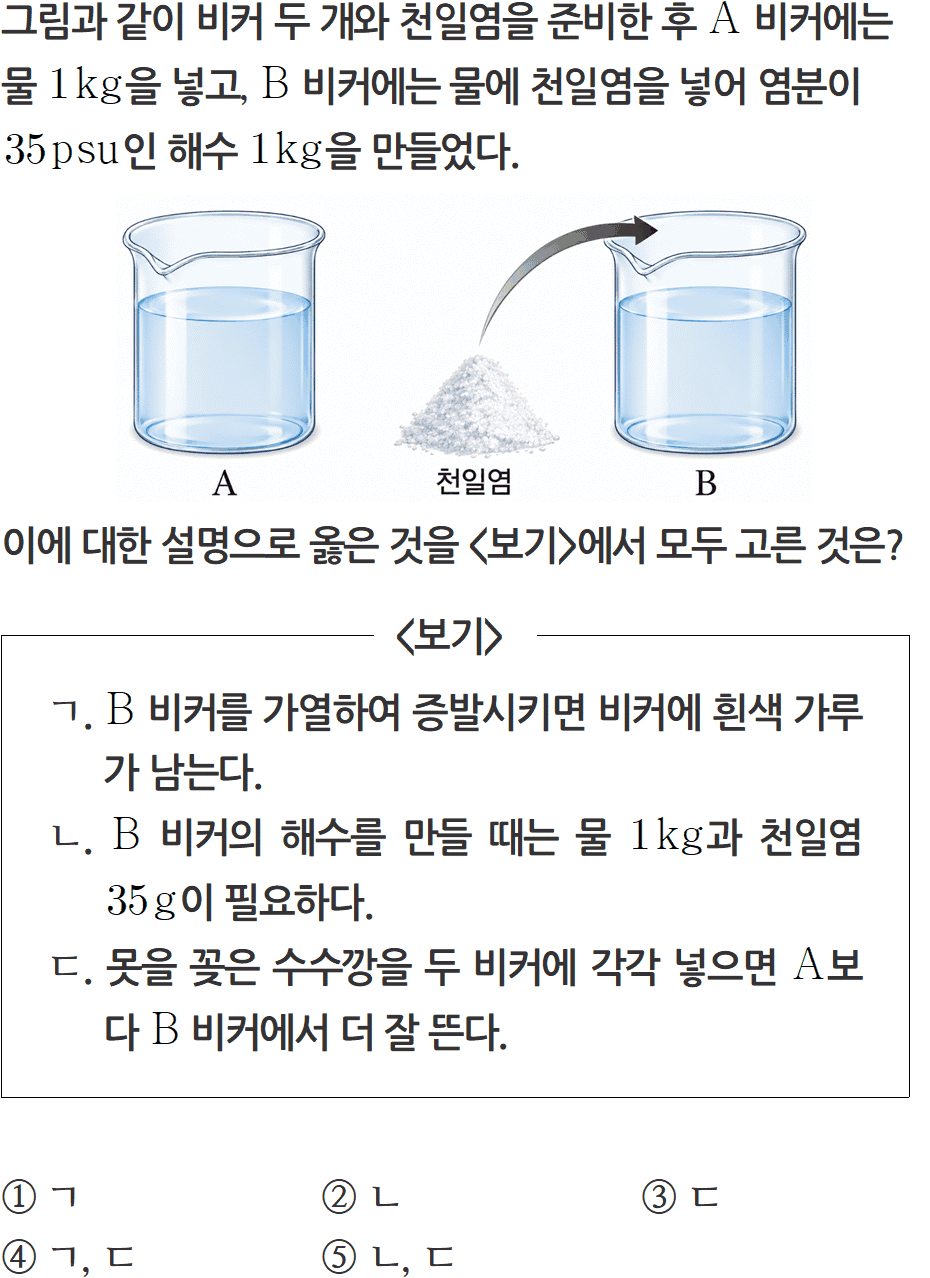 그림과 같이 비커 두 개와 천일염을 준비한 후 A 비커에는
물 1kg을 넣고, B 비커에는 물에 천일염을 넣어 염분이
35psu인 해수 1kg을 만들었다.
A
천일염
B
이에 대한 설명으로 옳은 것을 <보기>에서 모두 고른 것은?
<보기>
ㄱ. B 비커를 가열하여 증발시키면 비커에 흰색 가루
가 남는다.
ㄴ. B 비커의 해수를 만들 때는 물 1kg과 천일염
35g이 필요하다.
ㄷ. 못을 꽂은 수수깡을 두 비커에 각각 넣으면 A보
다 B 비커에서 더 잘 뜬다.
① ㄱ ② ㄴ ③ ㄷ
④ ㄱ, ㄷ ⑤ ㄴ, ㄷ